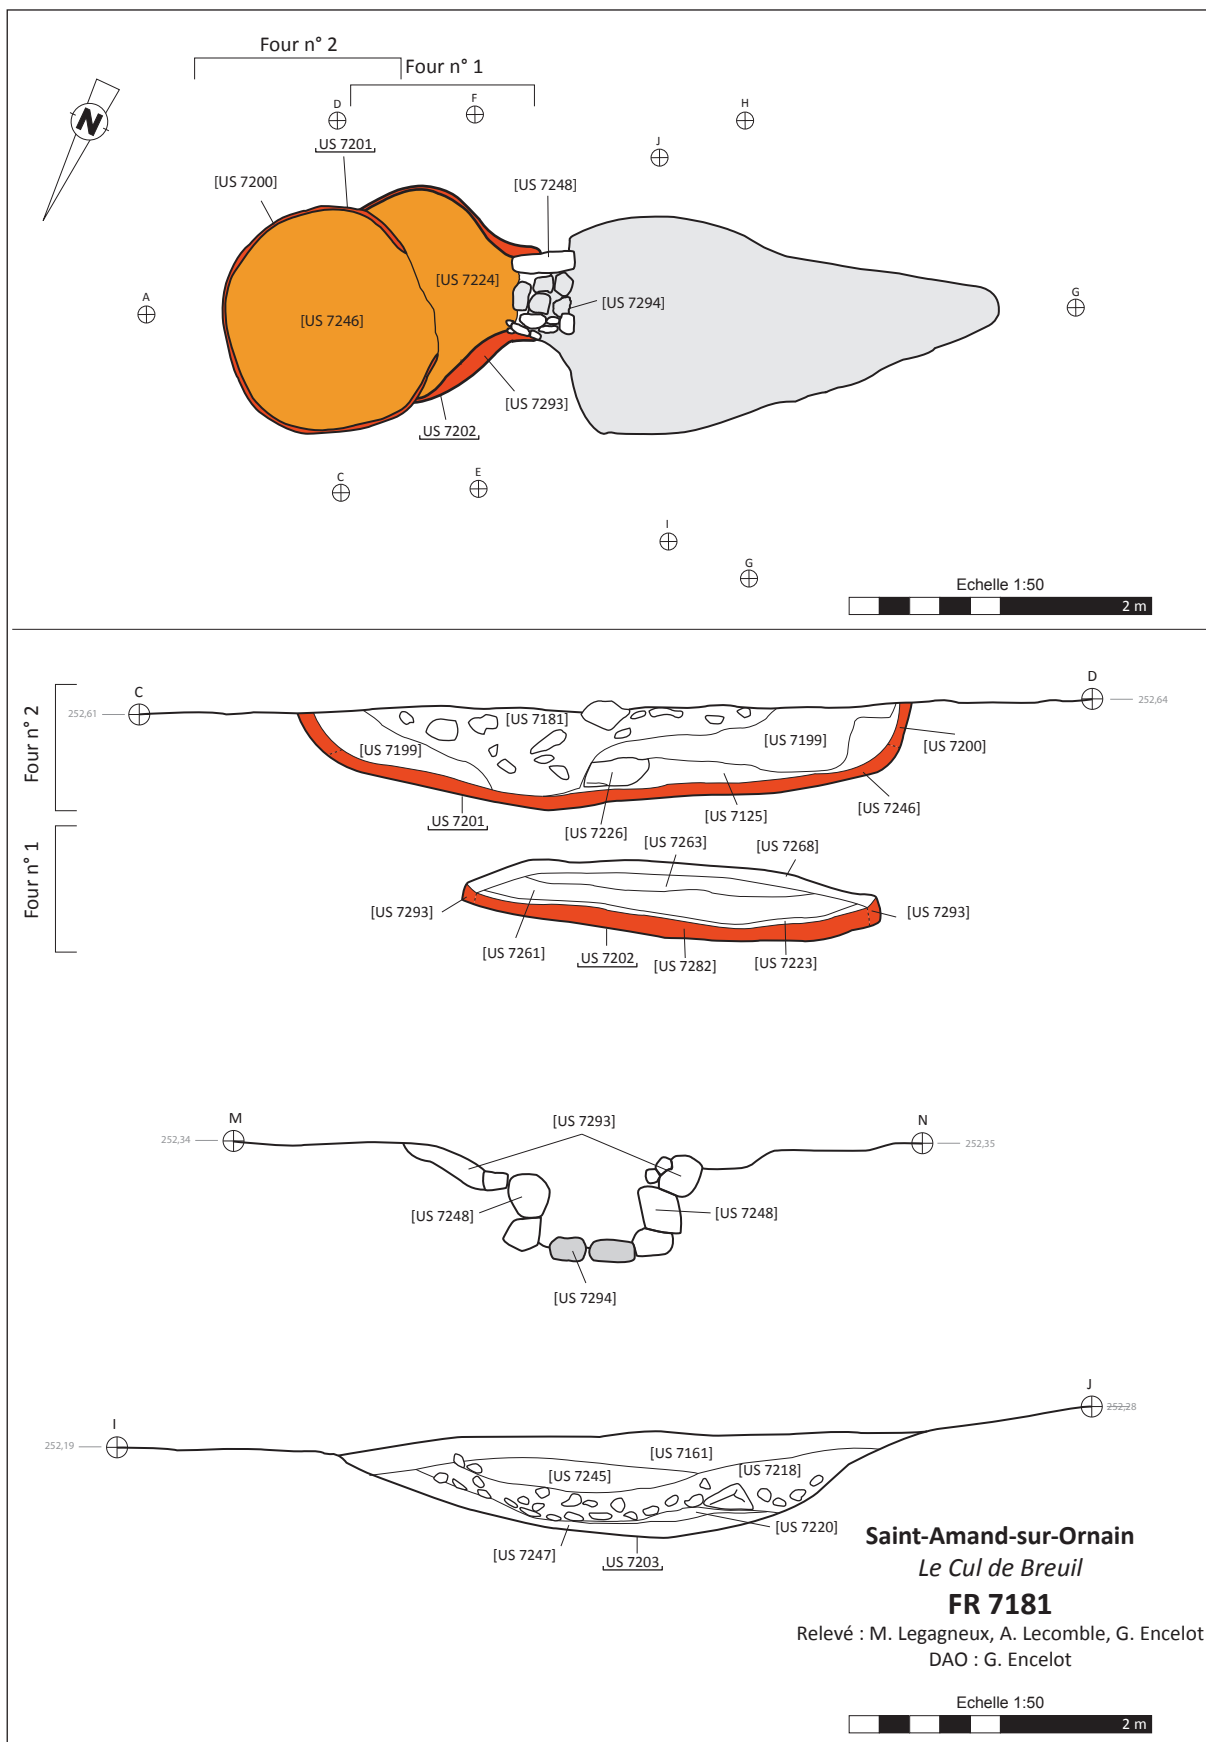 Four n° 2
Four n° 1
N
D
F
H
J
US 7201
[US 7200]
[US 7248]
[US 7224]
A
[US 7246]
[US 7294]
G
[US 7293]
US 7202
C
E
I
G
Echelle 1:50
2 m
Four n° 2
C
D
252,61
252,64
[US 7181]
[US 7199]
[US 7199]
[US 7200]
[US 7246]
US 7201
[US 7226]
[US 7125]
Four n° 1
[US 7263]
[US 7268]
[US 7293]
[US 7293]
[US 7261]
US 7202
[US 7282]
[US 7223]
M
N
252,34
252,35
[US 7293]
[US 7248]
[US 7248]
[US 7294]
I
J
252,19
252,28
[US 7161]
[US 7245]
[US 7218]
[US 7220]
[US 7247]
US 7203
Saint-Amand-sur-Ornain
Le Cul de Breuil
FR 7181
Relevé : M. Legagneux, A. Lecomble, G. Encelot
DAO : G. Encelot
Echelle 1:50
2 m